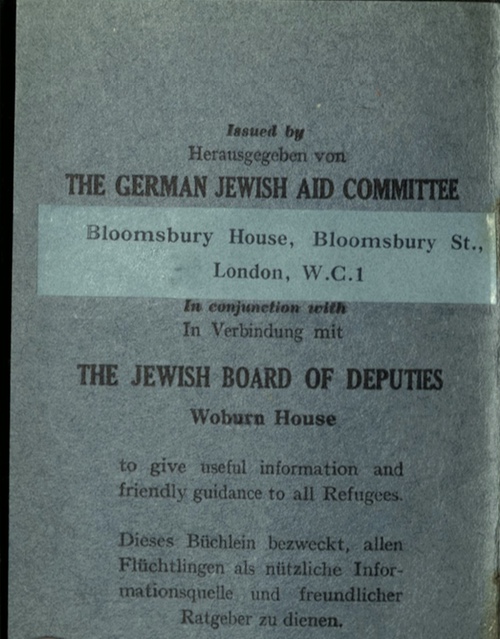 Issued by
Herausgegeben von
THE GERMAN JEWISH AID COMMITTEE
Bloomsbury House, Bloomsbury St.,
London, W.C.1
In conjunction with
In Verbindung mit
THE JEWISH BOARD OF DEPUTIES
Woburn House
to give useful information and
friendly guidance to all Refugees.
Dieses Büchlein bezweckt, allen
Flüchtlingen als nützliche Infor-
mationsquelle und freundlicher
Ratgeber zu dienen.